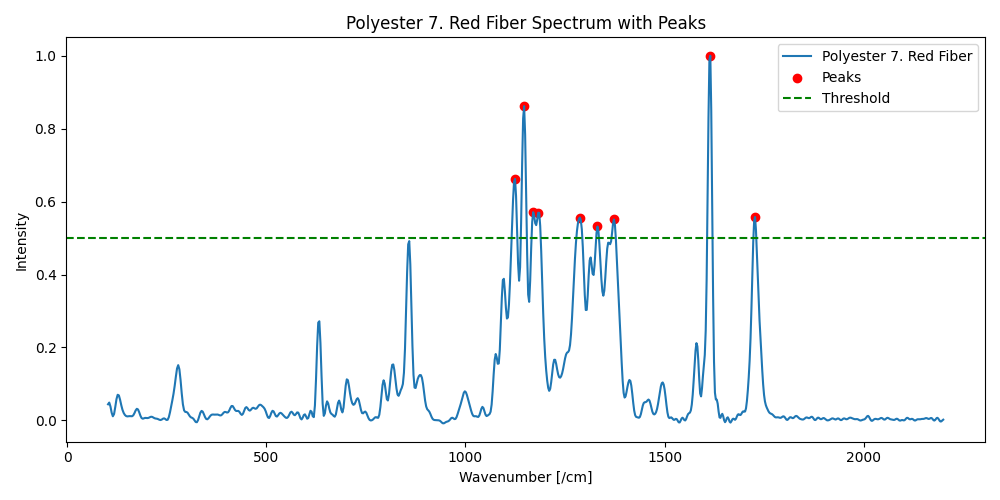 Polyester 7. Red Fiber Spectrum with Peaks
Polyester 7. Red Fiber
Peaks
Threshold
Intensity
1.0
0.8
0.6
0.4
0.2
0.0
0 500 1000 1500 2000
Wavenumber [/cm]